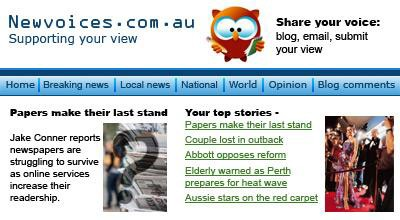 Newvoices.com.au
Supporting your view
Share your voice:
blog, email, submit
your view
Home
Breaking news
Local news
National
World
Opinion
Blog comments
Papers make their last stand
Jake Conner reports
newspapers are
struggling to survive
as online services
increase their
readership.
Your top stories -
Papers make their last stand
Couple lost in outback
Abbott opposes reform
Elderly warned as Perth
prepares for heat wave
Aussie stars on the red carpet